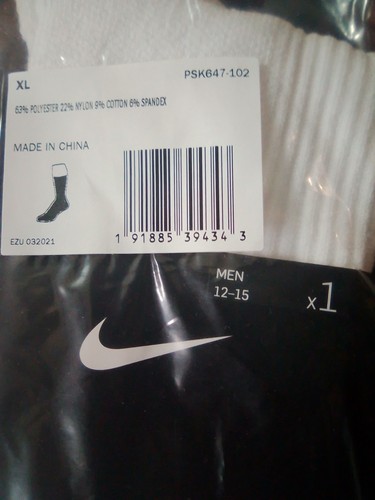 XL PSK647-102
63% POLYESTER 22% NYLON 9% COTTON 6% SPANDEX
MADE IN CHINA
EZU 032021
1 91885 39434 3
MEN
12-15
x1